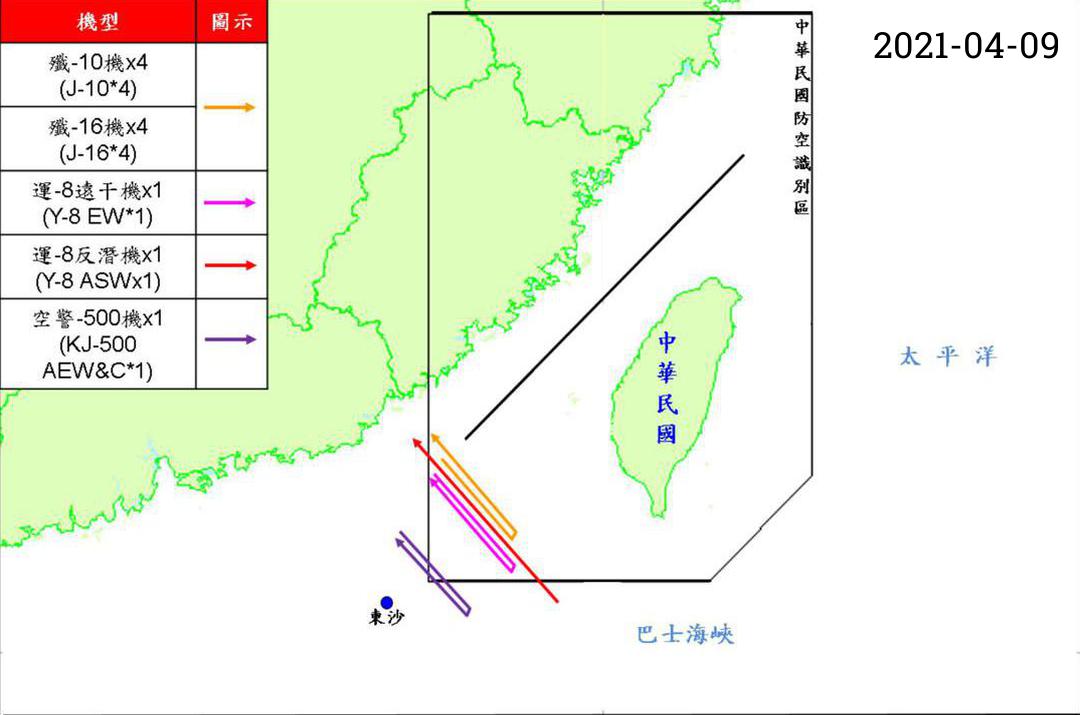 機型 圖示
2021-04-09
殲-10機x4
(J-10*4)
殲-16機x4
(J-16*4)
運-8遠干機x1
(Y-8 EW*1)
運-8反潛機x1
(Y-8 ASWx1)
空警-500機x1
(KJ-500
AEW&C*1)
中華民國防空識別區
中華民國
太平洋
東沙
巴士海峽